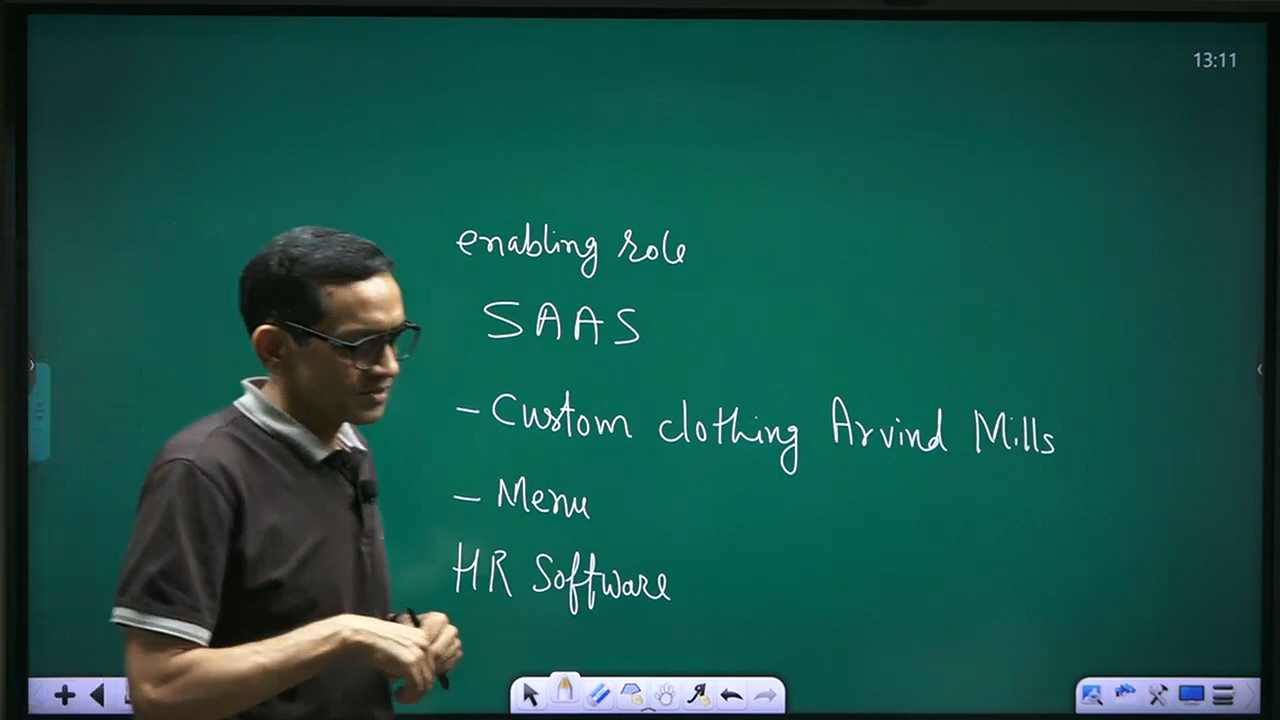 13:11
enabling role
SAAS
- Custom clothing Arvind Mills
- Menu
HR Software